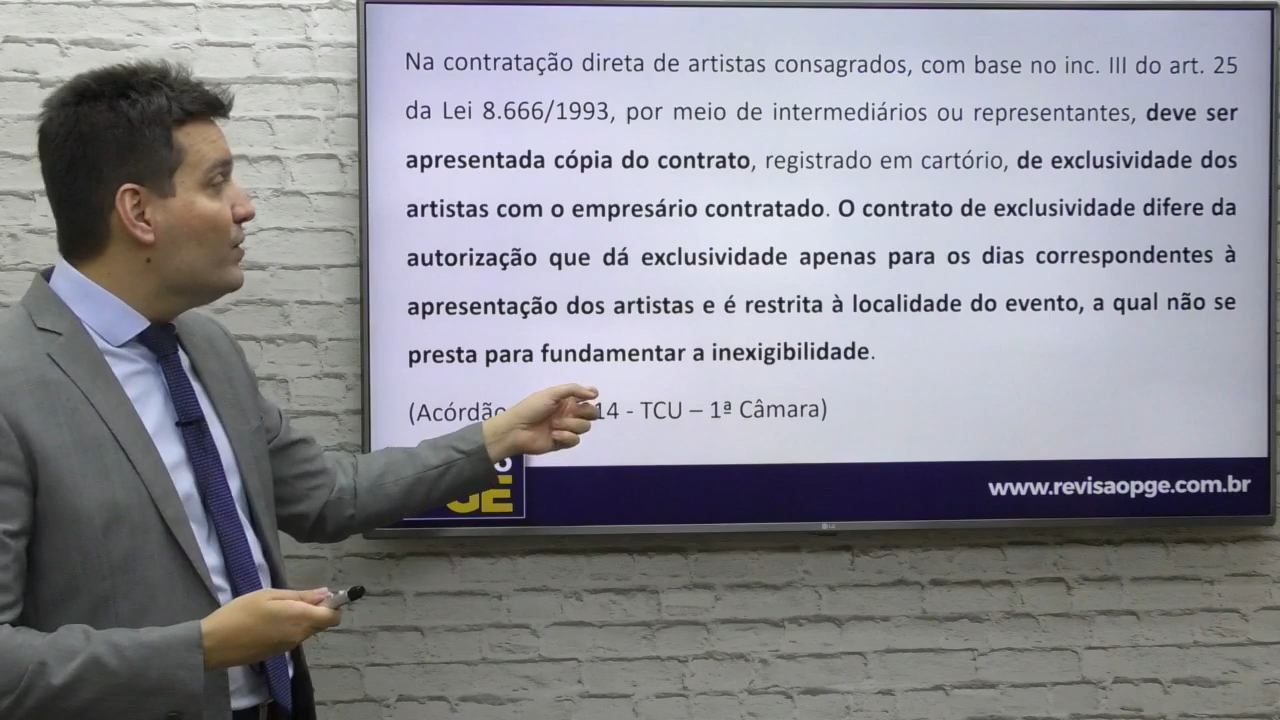 Na contratação direta de artistas consagrados, com base no inc. III do art. 25
da Lei 8.666/1993, por meio de intermediários ou representantes, deve ser
apresentada cópia do contrato, registrado em cartório, de exclusividade dos
artistas com o empresário contratado. O contrato de exclusividade difere da
autorização que dá exclusividade apenas para os dias correspondentes à
apresentação dos artistas e é restrita à localidade do evento, a qual não se
presta para fundamentar a inexigibilidade.
(Acórdão 14 - TCU – 1ª Câmara)
www.revisaopge.com.br
LG